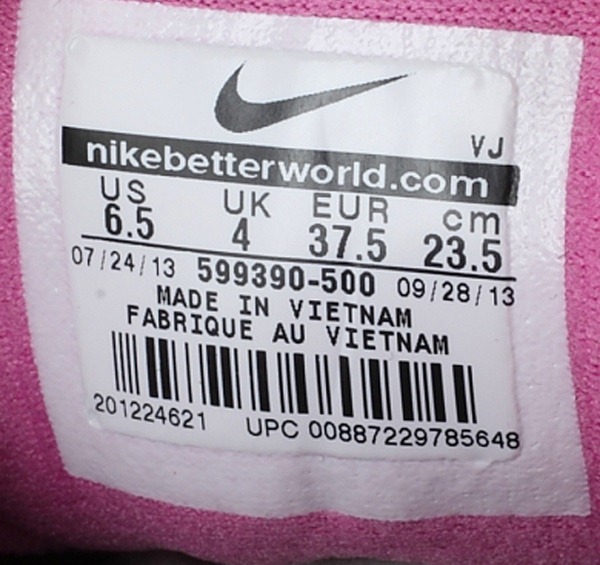 VJ
nikebetterworld.com
US UK EUR cm
6.5 4 37.5 23.5
07/24/13 599390-500 09/28/13
MADE IN VIETNAM
FABRIQUE AU VIETNAM
201224621 UPC 00887229785648